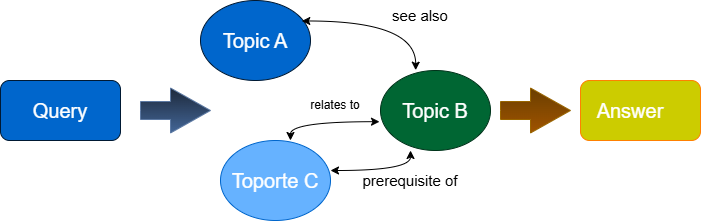 see also
Topic A
Query
relates to
Topic B
Answer
Toporte C
prerequisite of